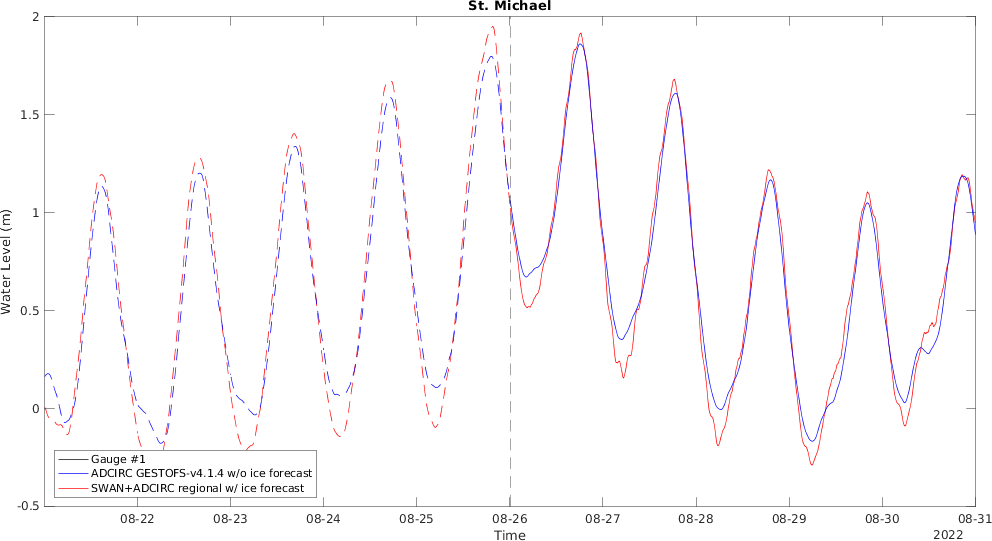 St. Michael
2
1.5
1
0.5
0
-0.5
Water Level (m)
Gauge #1
ADCIRC GESTOFS-v4.1.4 w/o ice forecast
SWAN+ADCIRC regional w/ ice forecast
08-22 08-23 08-24 08-25 08-26 08-27 08-28 08-29 08-30 08-31
Time
2022